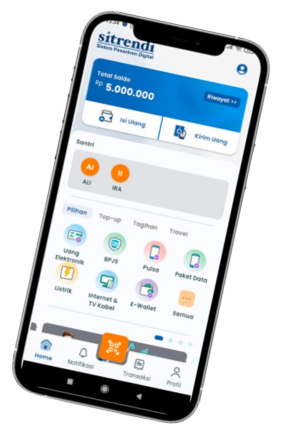 sitrendi
Sistem Pesantren Digital
Total Saldo
Rp 5.000.000
Riwayat >>
Isi Ulang
Kirim Uang
Santri
AI
II
ALI
IRA
Pilihan
Top-up
Tagihan
Travel
Uang
Elektronik
BPJS
Pulsa
Paket Data
Listrik
Internet &
TV Kabel
E-Wallet
Semua
Home
Notifikasi
Transaksi
Profil